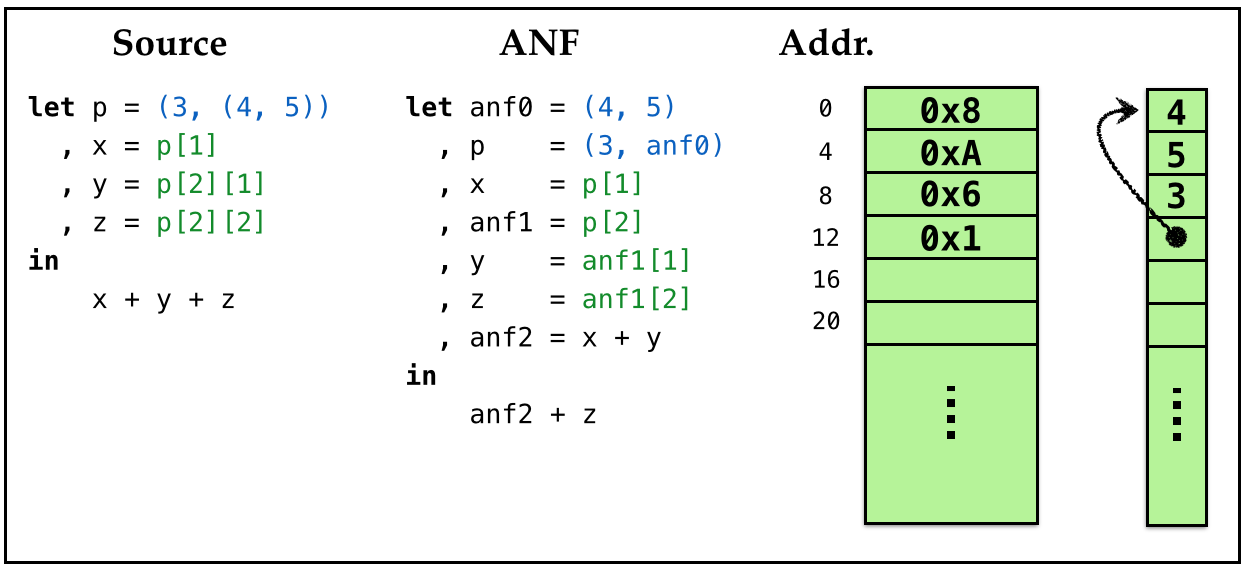 Source
let p = (3, (4, 5))
  , x = p[1]
  , y = p[2][1]
  , z = p[2][2]
in
    x + y + z
ANF
let anf0 = (4, 5)
  , p    = (3, anf0)
  , x    = p[1]
  , anf1 = p[2]
  , y    = anf1[1]
  , z    = anf1[2]
  , anf2 = x + y
in
    anf2 + z
Addr.
0 0x8
4 0xA
8 0x6
12 0x1
16
20
4
5
3